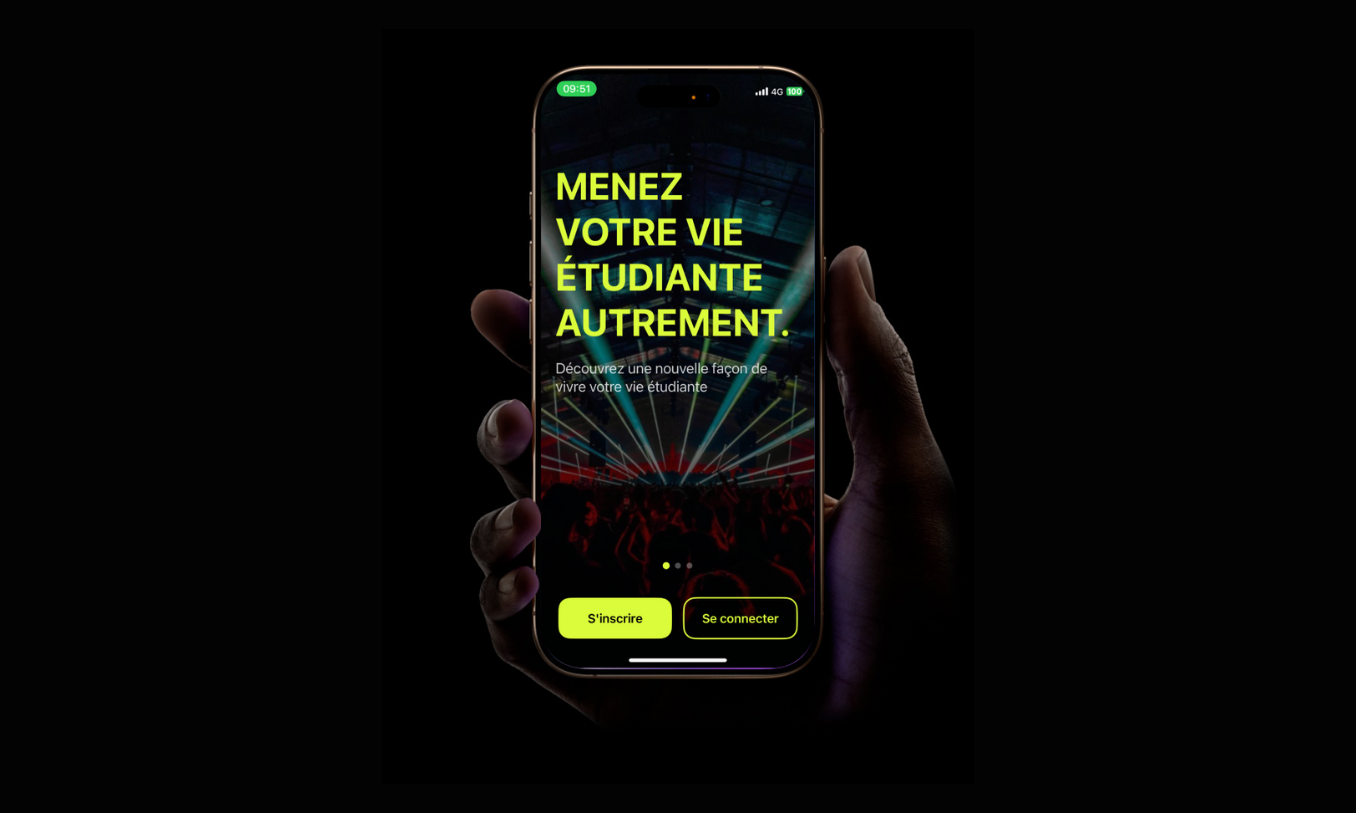 09:51
4G 100
MENEZ
VOTRE VIE
ÉTUDIANTE
AUTREMENT.
Découvrez une nouvelle façon de
vivre votre vie étudiante
S'inscrire Se connecter